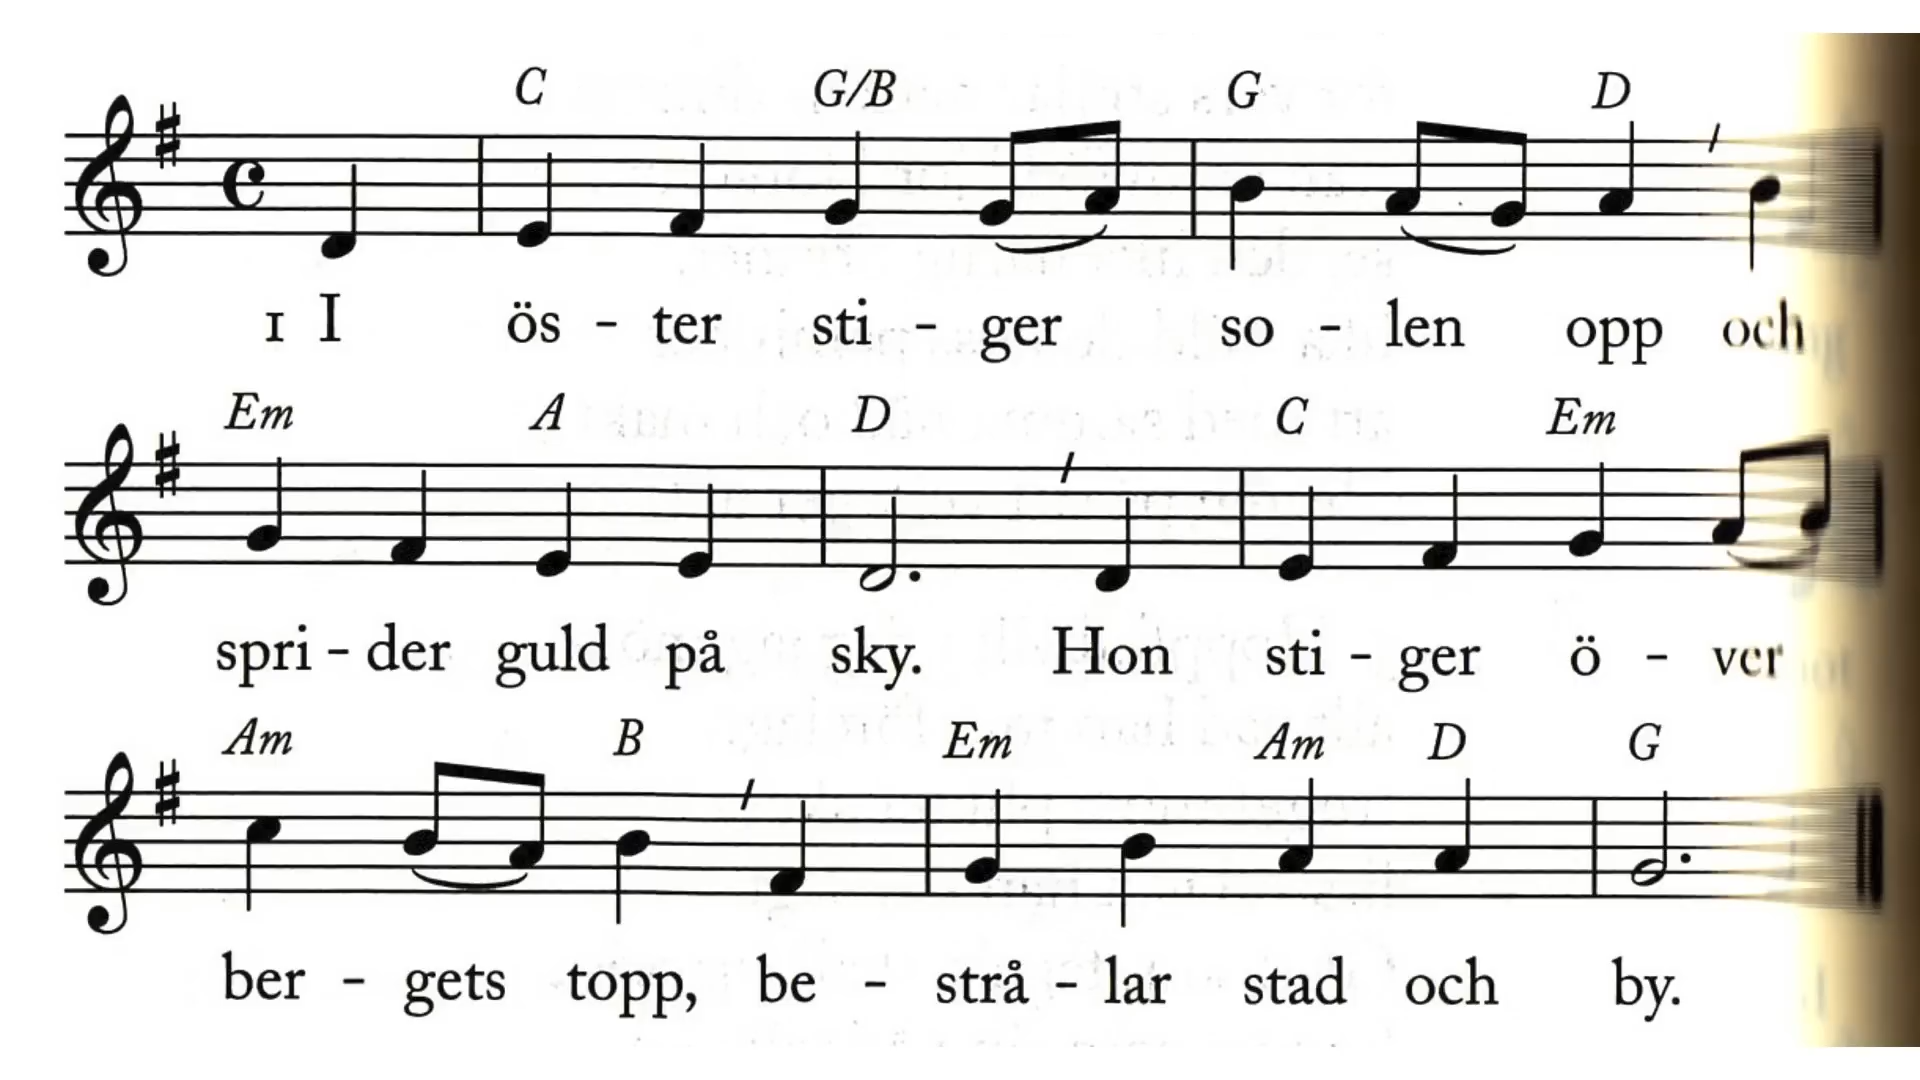 C G/B G D
1 I ös - ter sti - ger so - len opp och
Em A D C Em
spri - der guld på sky. Hon sti - ger ö - ver
Am B Em Am D G
ber - gets topp, be - strå - lar stad och by.